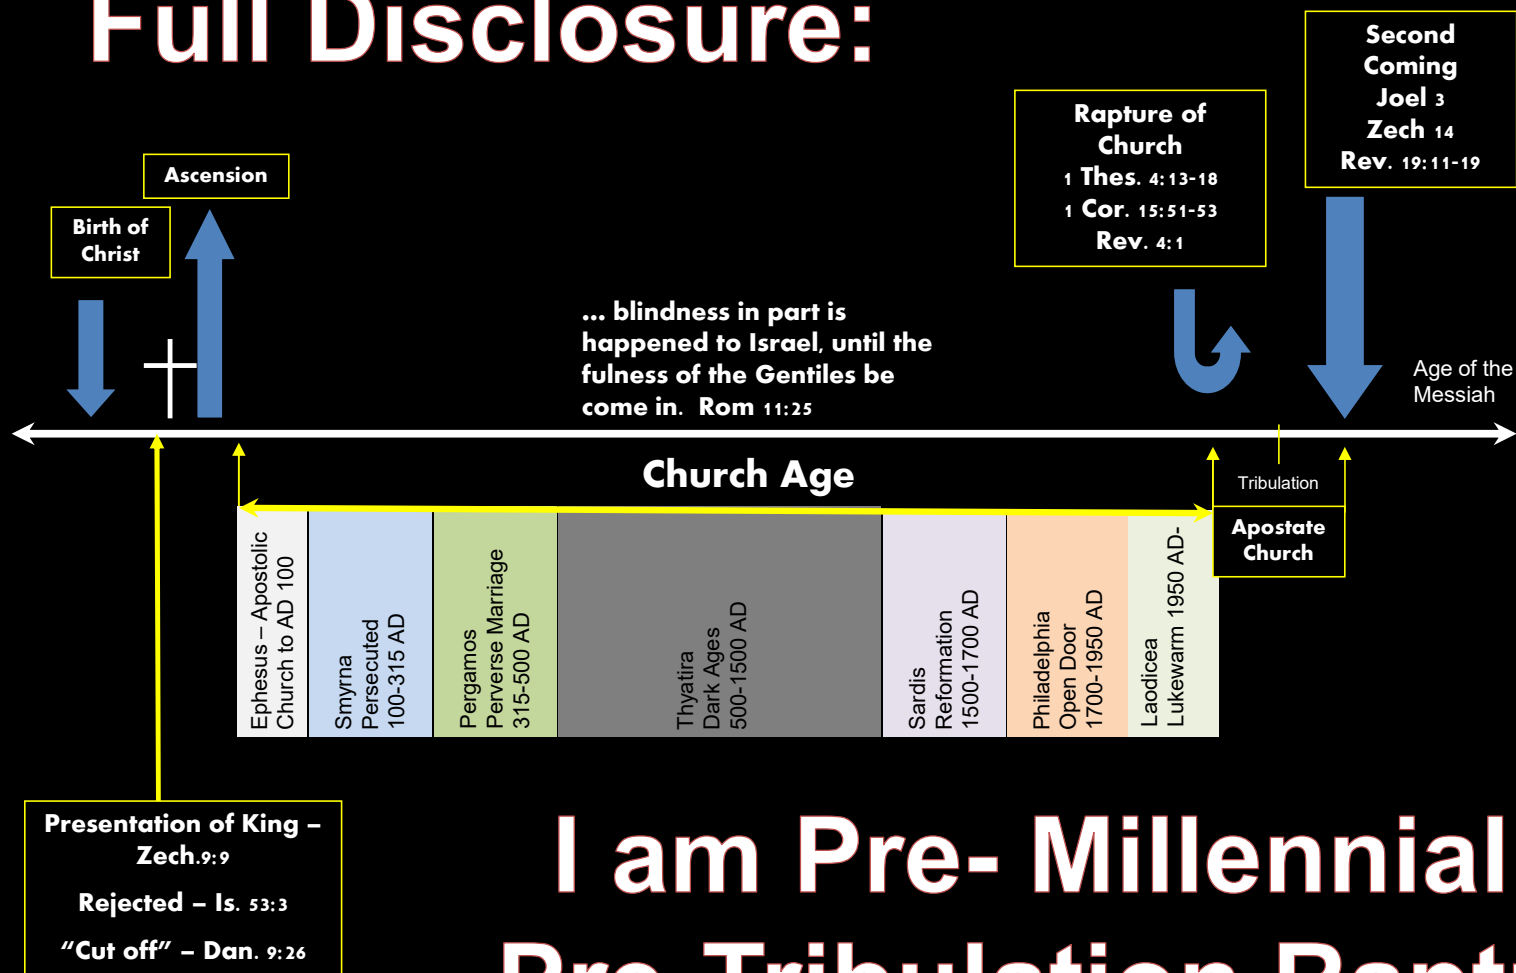 Full Disclosure:
Second
Coming
Joel 3
Zech 14
Rev. 19:11-19
Rapture of
Church
1 Thes. 4:13-18
1 Cor. 15:51-53
Rev. 4:1
Ascension
Birth of
Christ
... blindness in part is
happened to Israel, until the
fulness of the Gentiles be
come in. Rom 11:25
Age of the
Messiah
Church Age
Tribulation
Apostate
Church
Ephesus – Apostolic
Church to AD 100
Smyrna
Persecuted
100-315 AD
Pergamos
Perverse Marriage
315-500 AD
Thyatira
Dark Ages
500-1500 AD
Sardis
Reformation
1500-1700 AD
Philadelphia
Open Door
1700-1950 AD
Laodicea
Lukewarm 1950 AD-
Presentation of King –
Zech.9:9
Rejected – Is. 53:3
“Cut off” – Dan. 9:26
I am Pre- Millennial
Pre-Tribulation